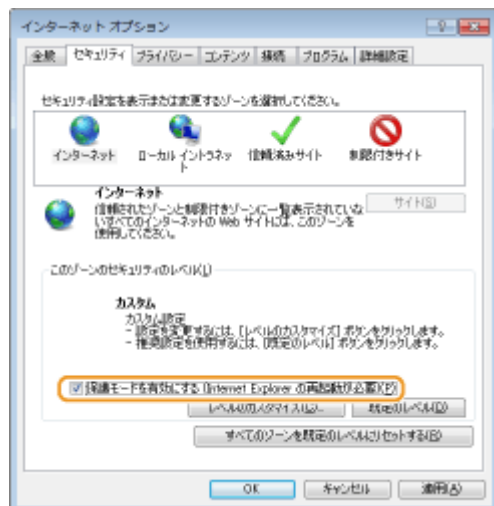 インターネット オプション
全般 セキュリティ プライバシー コンテンツ 接続 プログラム 詳細設定
セキュリティ設定を表示または変更するゾーンを選択してください。
インターネット ローカル イントラネット 信頼済みサイト 制限付きサイト
インターネット
信頼されたゾーンと制限付きゾーンに一覧表示されていな
いすべてのインターネットの Web サイトには、このゾーンを
使用してください。
サイト(S)
このゾーンのセキュリティのレベル(L)
カスタム
カスタム設定
- 設定を変更するには、[レベルのカスタマイズ] ボタンをクリックします。
- 推奨設定を使用するには、[既定のレベル] ボタンをクリックします。
保護モードを有効にする (Internet Explorer の再起動が必要)(P)
レベルのカスタマイズ(C)... 既定のレベル(D)
すべてのゾーンを既定のレベルにリセットする(R)
OK キャンセル 適用(A)